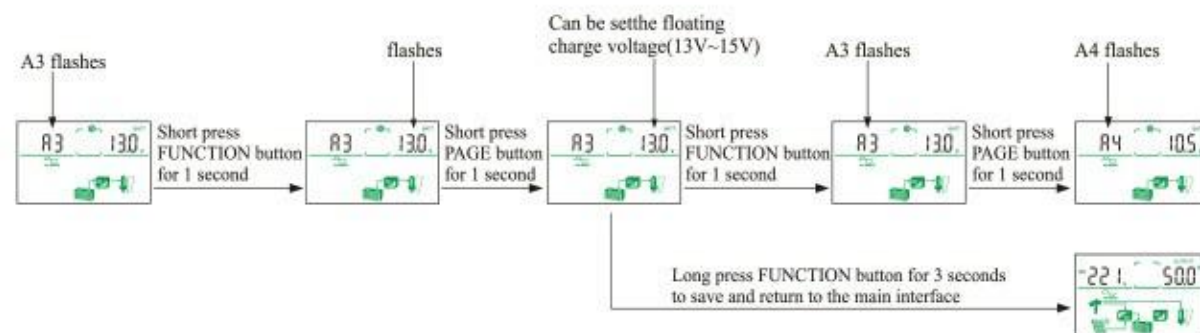 Can be setthe floating
charge voltage(13V~15V)
A3 flashes
flashes
A3 flashes
A4 flashes
A3 13.0
Short press
FUNCTION button
for 1 second
A3 13.0
Short press
PAGE button
for 1 second
A3 13.0
Short press
FUNCTION button
for 1 second
A3 13.0
Short press
PAGE button
for 1 second
A4 10.5
Long press FUNCTION button for 3 seconds
to save and return to the main interface
221. 50.0